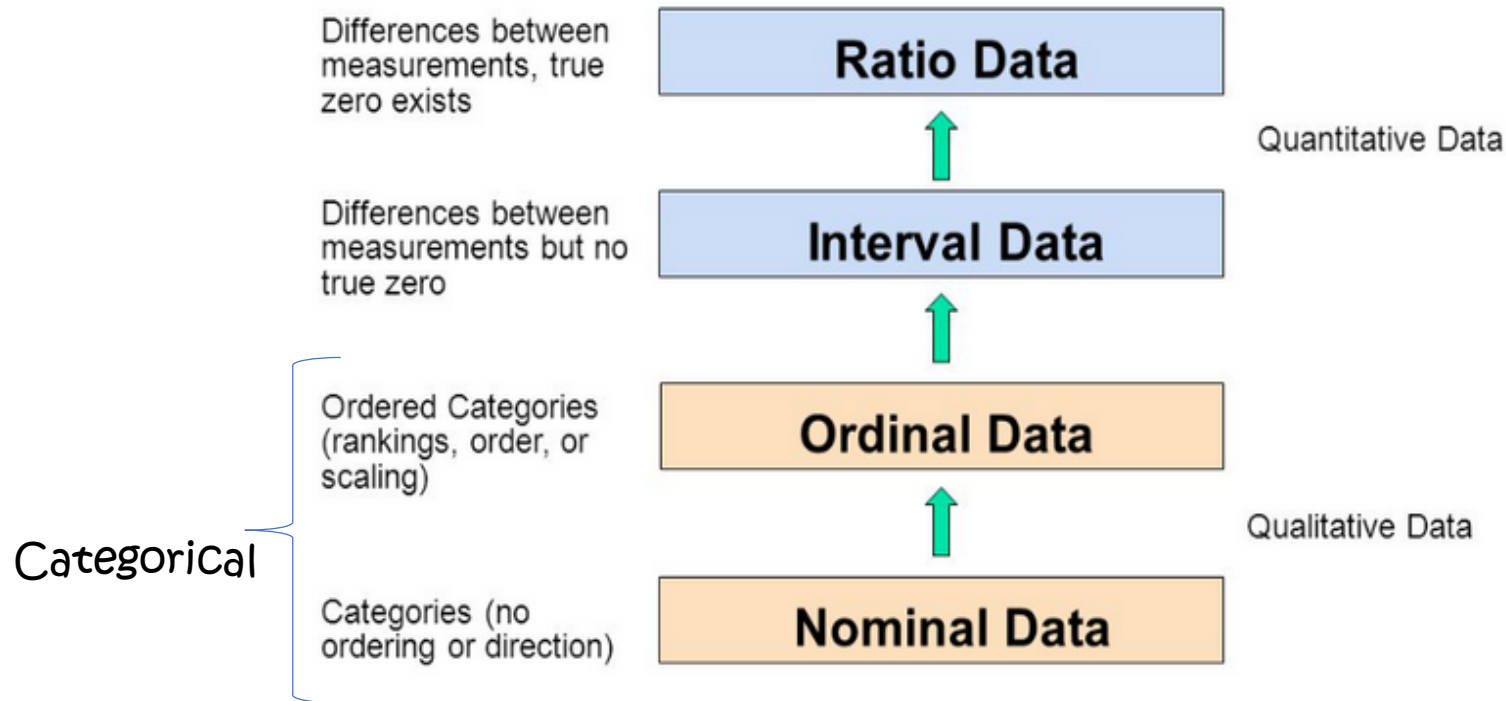 Differences between
measurements, true
zero exists
Ratio Data
Quantitative Data
Differences between
measurements but no
true zero
Interval Data
Ordered Categories
(rankings, order, or
scaling)
Ordinal Data
Categorical
Qualitative Data
Categories (no
ordering or direction)
Nominal Data